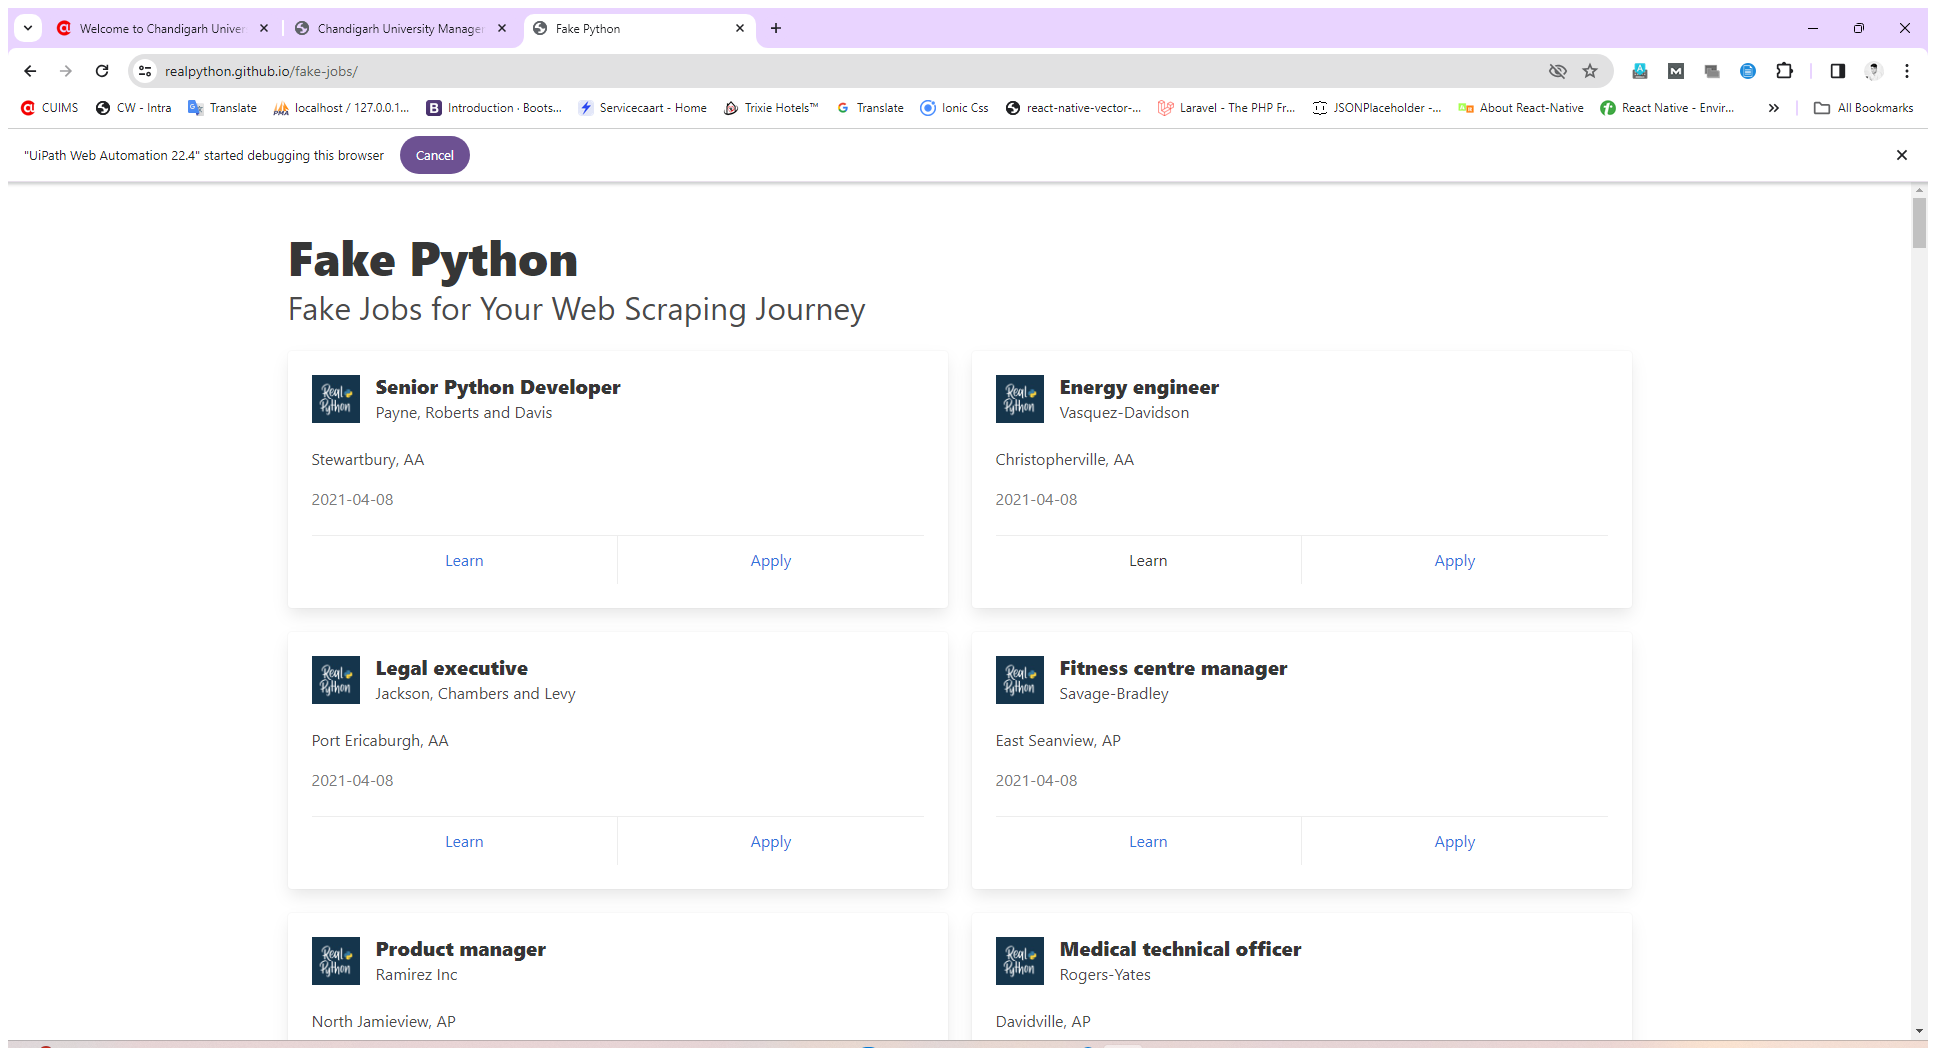 Welcome to Chandigarh Univer
Chandigarh University Manager
Fake Python
realpython.github.io/fake-jobs/
CUIMS
CW - Intra
Translate
localhost / 127.0.0.1...
Introduction · Boots...
Servicecaart - Home
Trixie Hotels™
Translate
Ionic Css
react-native-vector-...
Laravel - The PHP Fr...
JSONPlaceholder -...
About React-Native
React Native - Envir...
All Bookmarks
"UiPath Web Automation 22.4" started debugging this browser
Cancel
Fake Python
Fake Jobs for Your Web Scraping Journey
Real Python
Senior Python Developer
Payne, Roberts and Davis
Stewartbury, AA
2021-04-08
Learn
Apply
Real Python
Energy engineer
Vasquez-Davidson
Christopherville, AA
2021-04-08
Learn
Apply
Real Python
Legal executive
Jackson, Chambers and Levy
Port Ericaburgh, AA
2021-04-08
Learn
Apply
Real Python
Fitness centre manager
Savage-Bradley
East Seanview, AP
2021-04-08
Learn
Apply
Real Python
Product manager
Ramirez Inc
North Jamieview, AP
Real Python
Medical technical officer
Rogers-Yates
Davidville, AP